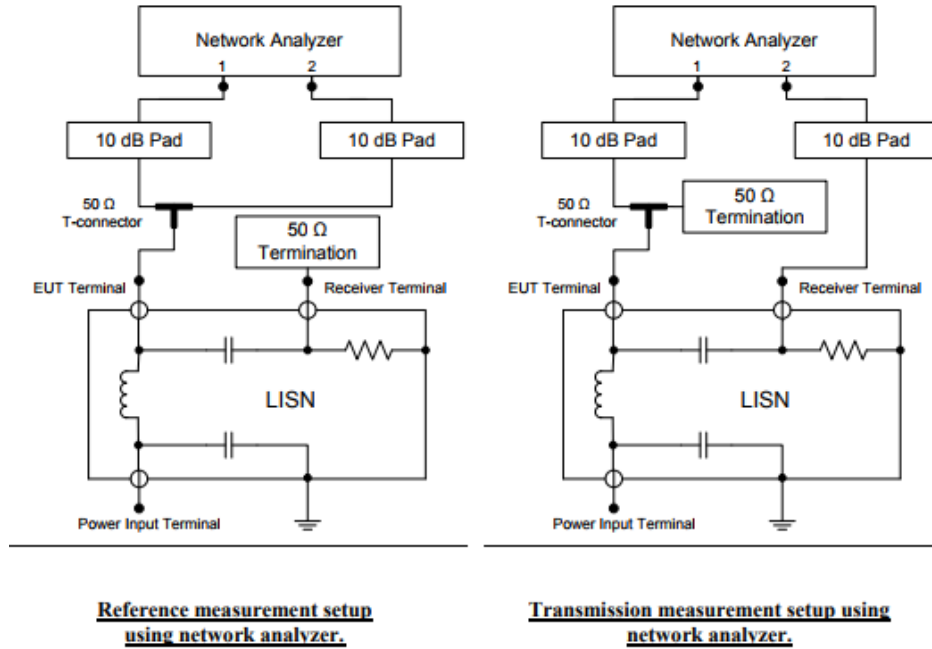 Network Analyzer
1 2
10 dB Pad
10 dB Pad
50 Ω
T-connector
50 Ω
Termination
EUT Terminal
Receiver Terminal
LISN
Power Input Terminal
Reference measurement setup
using network analyzer.
Network Analyzer
1 2
10 dB Pad
10 dB Pad
50 Ω
T-connector
50 Ω
Termination
EUT Terminal
Receiver Terminal
LISN
Power Input Terminal
Transmission measurement setup using
network analyzer.